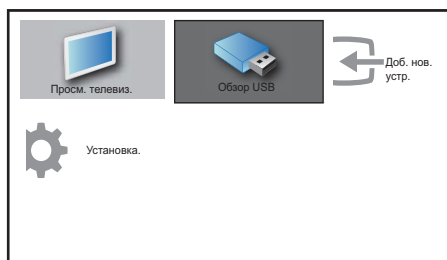 Просм. телевиз.
Обзор USB
Доб. нов.
устр.
Установка.